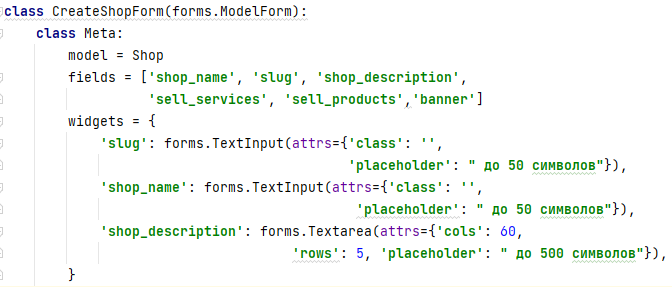 class CreateShopForm(forms.ModelForm):
class Meta:
model = Shop
fields = ['shop_name', 'slug', 'shop_description',
'sell_services', 'sell_products','banner']
widgets = {
'slug': forms.TextInput(attrs={'class': '',
'placeholder': " до 50 символов"}),
'shop_name': forms.TextInput(attrs={'class': '',
'placeholder': " до 50 символов"}),
'shop_description': forms.Textarea(attrs={'cols': 60,
'rows': 5, 'placeholder': " до 500 символов"}),
}